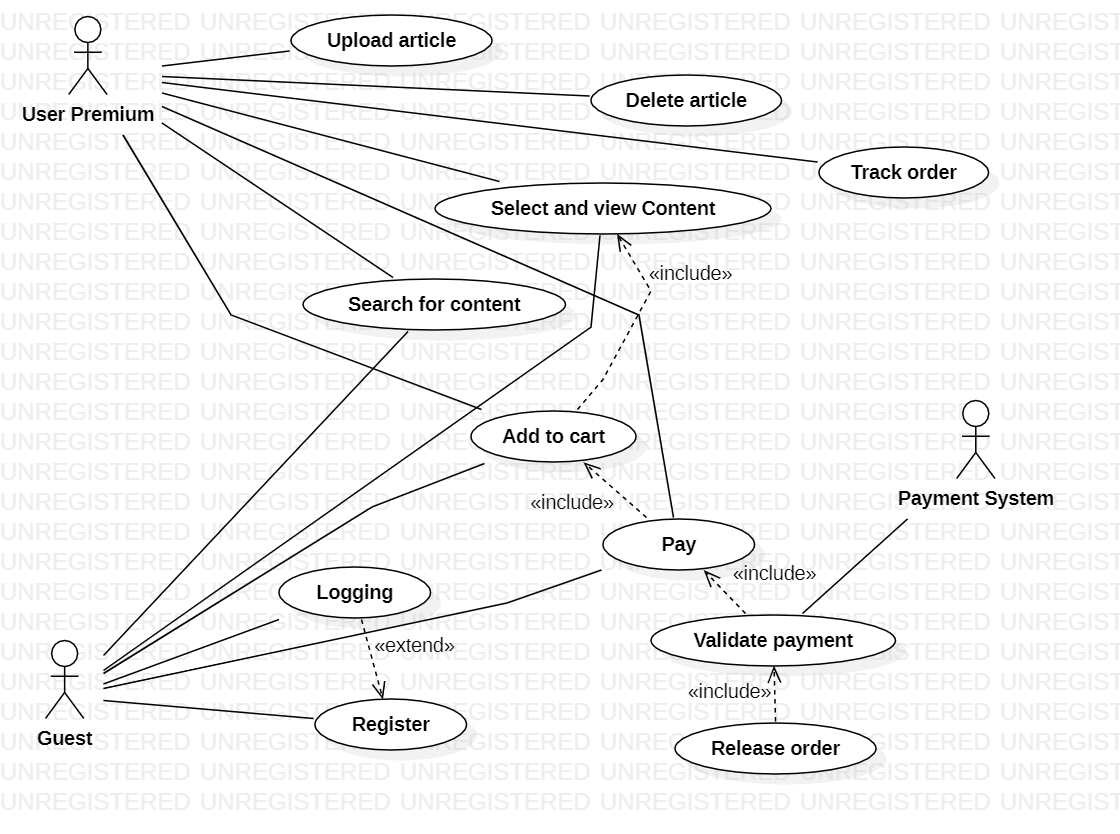 Upload article
User Premium
Delete article
Track order
Select and view Content
«include»
Search for content
Add to cart
Payment System
«include»
Pay
«include»
Logging
Validate payment
«extend»
«include»
Register
Guest
Release order
UNREGISTERED